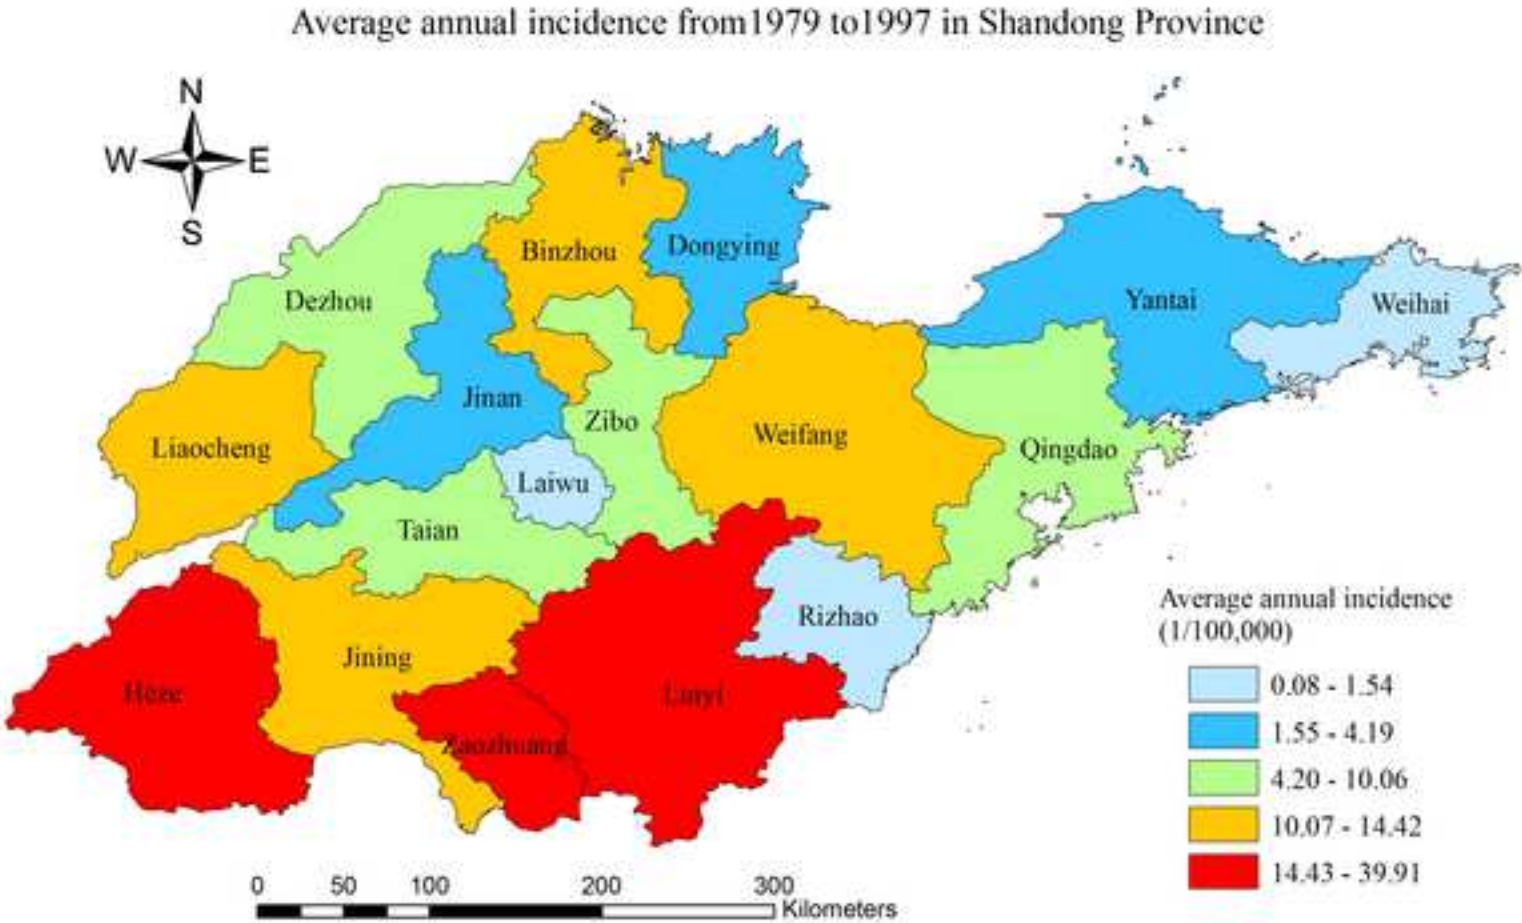 Average annual incidence from1979 to1997 in Shandong Province
N
W E
S
Binzhou
Dongying
Dezhou
Yantai
Weihai
Jinan
Zibo
Weifang
Liaocheng
Qingdao
Laiwu
Taian
Rizhao
Jining
Heze
Linyi
Zaozhuang
Average annual incidence
(1/100,000)
0.08 - 1.54
1.55 - 4.19
4.20 - 10.06
10.07 - 14.42
14.43 - 39.91
0 50 100 200 300
Kilometers